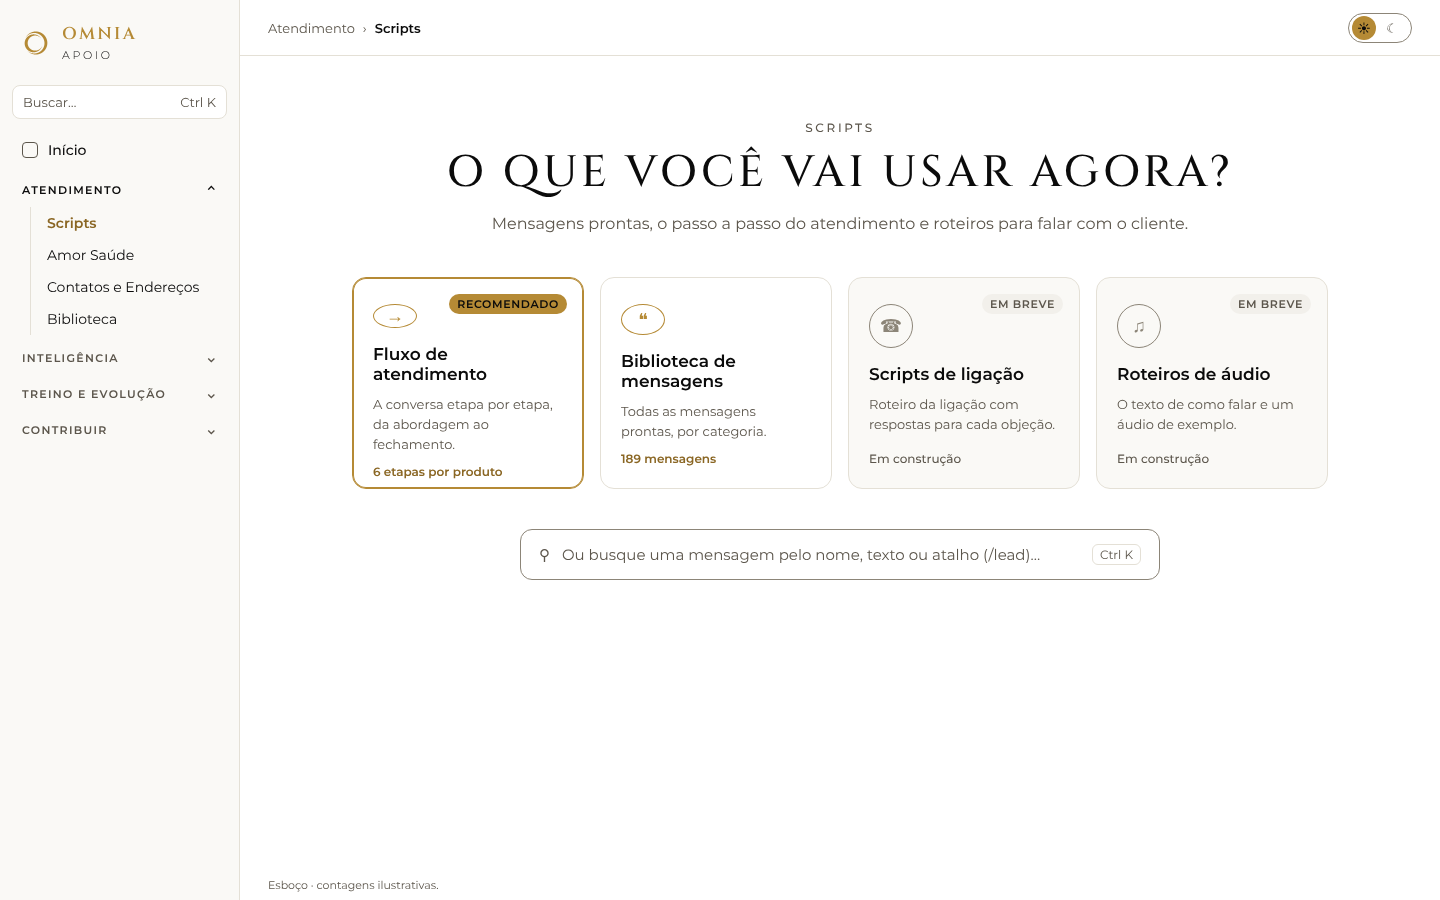 OMNIA
APOIO
Buscar... Ctrl K
Início
ATENDIMENTO
Scripts
Amor Saúde
Contatos e Endereços
Biblioteca
INTELIGÊNCIA
TREINO E EVOLUÇÃO
CONTRIBUIR
Atendimento › Scripts
SCRIPTS
O QUE VOCÊ VAI USAR AGORA?
Mensagens prontas, o passo a passo do atendimento e roteiros para falar com o cliente.
RECOMENDADO
Fluxo de
atendimento
A conversa etapa por etapa,
da abordagem ao
fechamento.
6 etapas por produto
Biblioteca de
mensagens
Todas as mensagens
prontas, por categoria.
189 mensagens
EM BREVE
Scripts de ligação
Roteiro da ligação com
respostas para cada objeção.
Em construção
EM BREVE
Roteiros de áudio
O texto de como falar e um
áudio de exemplo.
Em construção
Ou busque uma mensagem pelo nome, texto ou atalho (/lead)... Ctrl K
Esboço · contagens ilustrativas.